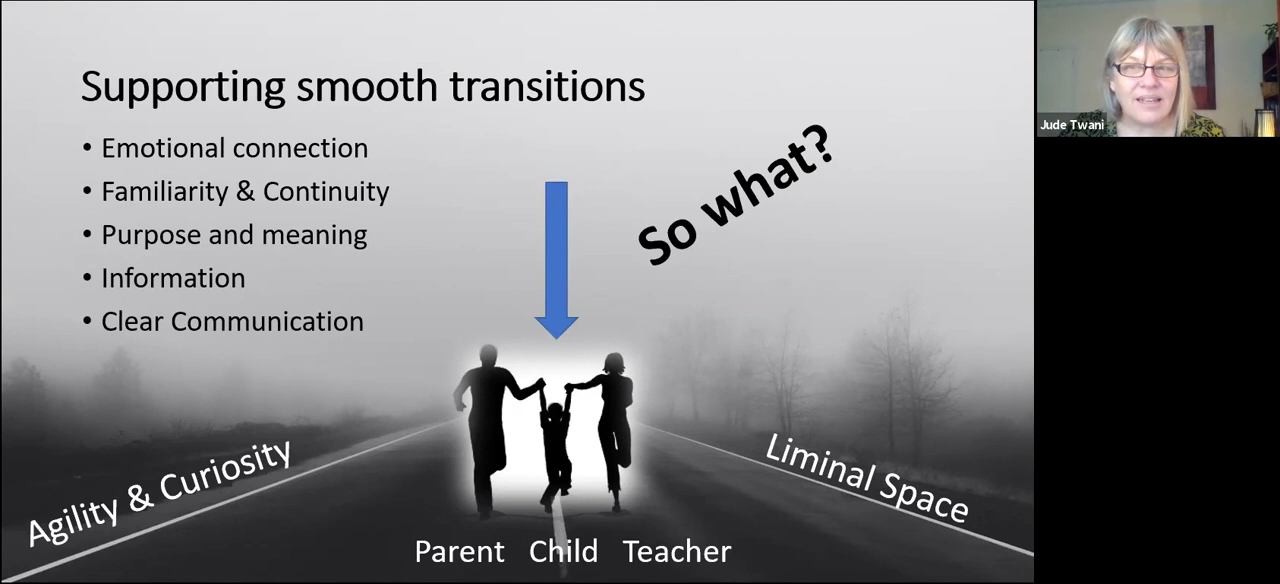 Supporting smooth transitions
• Emotional connection
• Familiarity & Continuity
• Purpose and meaning
• Information
• Clear Communication
So what?
Agility & Curiosity
Liminal Space
Parent Child Teacher
Jude Twani